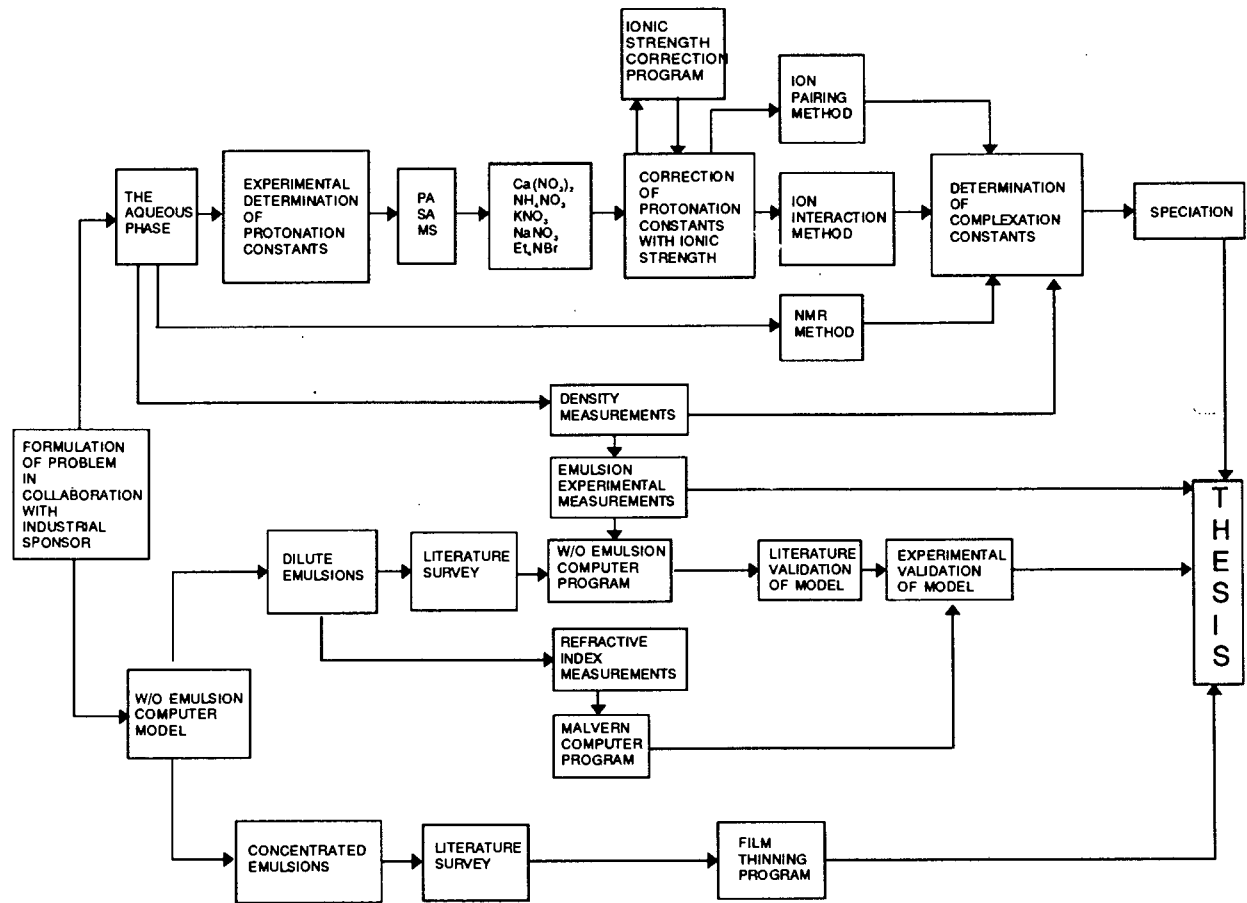 IONIC
STRENGTH
CORRECTION
PROGRAM
ION
PAIRING
METHOD
THE
AQUEOUS
PHASE
EXPERIMENTAL
DETERMINATION
OF
PROTONATION
CONSTANTS
PA
SA
MS
Ca(NO₃)₂
NH₄NO₃
KNO₃
NaNO₃
Et₄NBr
CORRECTION
OF
PROTONATION
CONSTANTS
WITH IONIC
STRENGTH
ION
INTERACTION
METHOD
DETERMINATION
OF
COMPLEXATION
CONSTANTS
SPECIATION
NMR
METHOD
DENSITY
MEASUREMENTS
FORMULATION
OF PROBLEM
IN
COLLABORATION
WITH
INDUSTRIAL
SPONSOR
EMULSION
EXPERIMENTAL
MEASUREMENTS
DILUTE
EMULSIONS
LITERATURE
SURVEY
W/O EMULSION
COMPUTER
PROGRAM
LITERATURE
VALIDATION
OF MODEL
EXPERIMENTAL
VALIDATION
OF MODEL
THESIS
REFRACTIVE
INDEX
MEASUREMENTS
W/O EMULSION
COMPUTER
MODEL
MALVERN
COMPUTER
PROGRAM
CONCENTRATED
EMULSIONS
LITERATURE
SURVEY
FILM
THINNING
PROGRAM